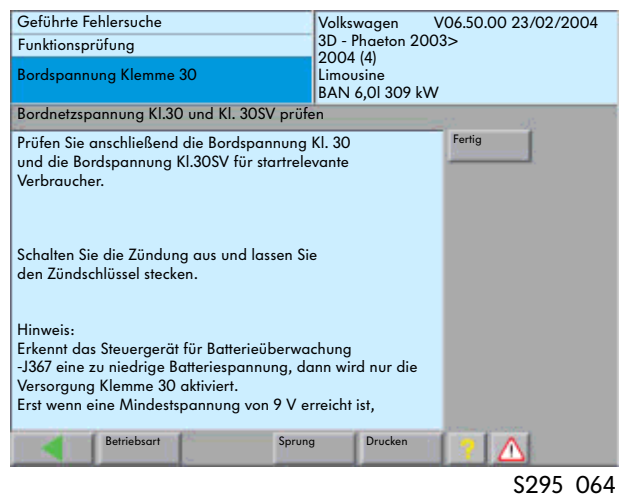 Geführte Fehlersuche
Funktionsprüfung
Bordspannung Klemme 30
Volkswagen V06.50.00 23/02/2004
3D - Phaeton 2003>
2004 (4)
Limousine
BAN 6,0l 309 kW
Bordnetzspannung Kl.30 und Kl. 30SV prüfen
Prüfen Sie anschließend die Bordspannung Kl. 30
und die Bordspannung Kl.30SV für startrelevante
Verbraucher.
Schalten Sie die Zündung aus und lassen Sie
den Zündschlüssel stecken.
Hinweis:
Erkennt das Steuergerät für Batterieüberwachung
-J367 eine zu niedrige Batteriespannung, dann wird nur die
Versorgung Klemme 30 aktiviert.
Erst wenn eine Mindestspannung von 9 V erreicht ist,
Fertig
Betriebsart Sprung Drucken ?
S295_064